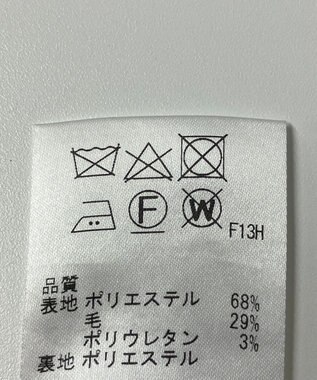 F W F13H
品質
表地 ポリエステル 68%
毛 29%
ポリウレタン 3%
裏地 ポリエステル